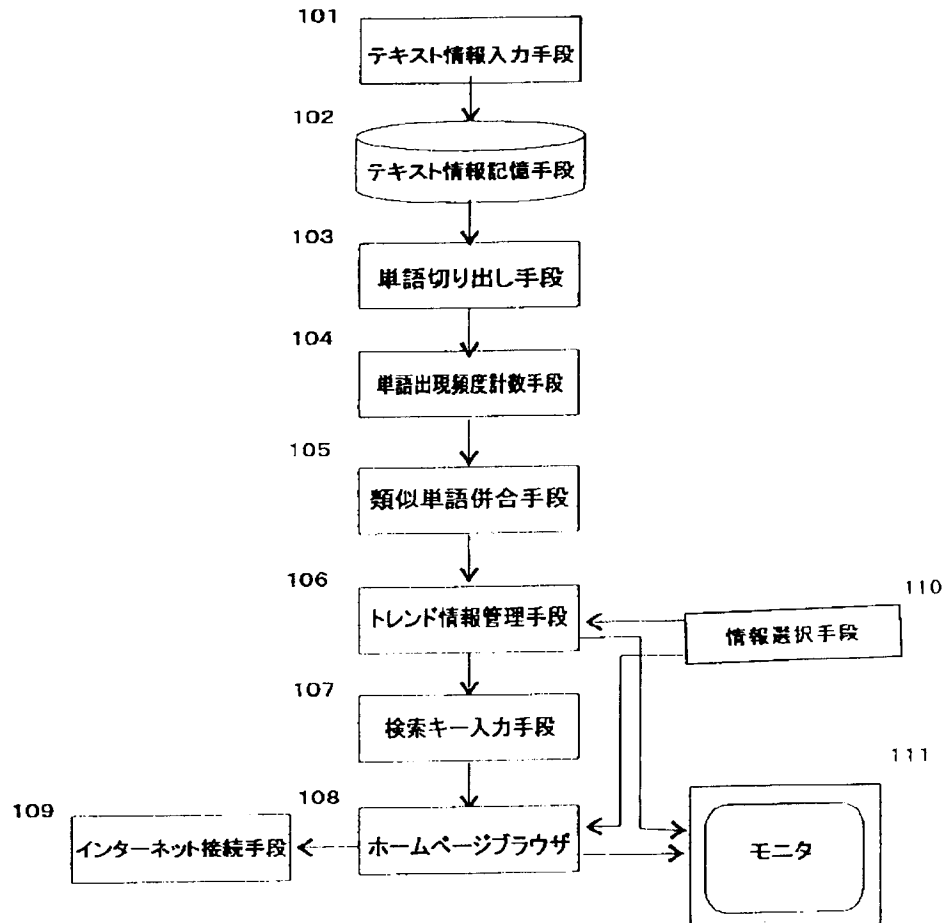 101
テキスト情報入力手段
102
テキスト情報記憶手段
103
単語切り出し手段
104
単語出現頻度計数手段
105
類似単語併合手段
106
トレンド情報管理手段
110
情報選択手段
107
検索キー入力手段
111
モニタ
108
ホームページブラウザ
109
インターネット接続手段